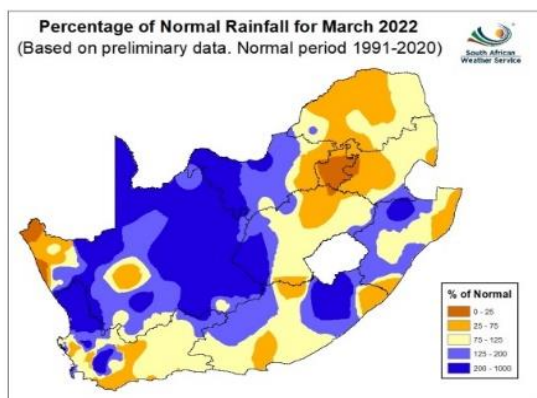 Percentage of Normal Rainfall for March 2022
(Based on preliminary data. Normal period 1991-2020)
South African
Weather Service
% of Normal
0 - 25
25 - 75
75 - 125
125 - 200
200 - 1000